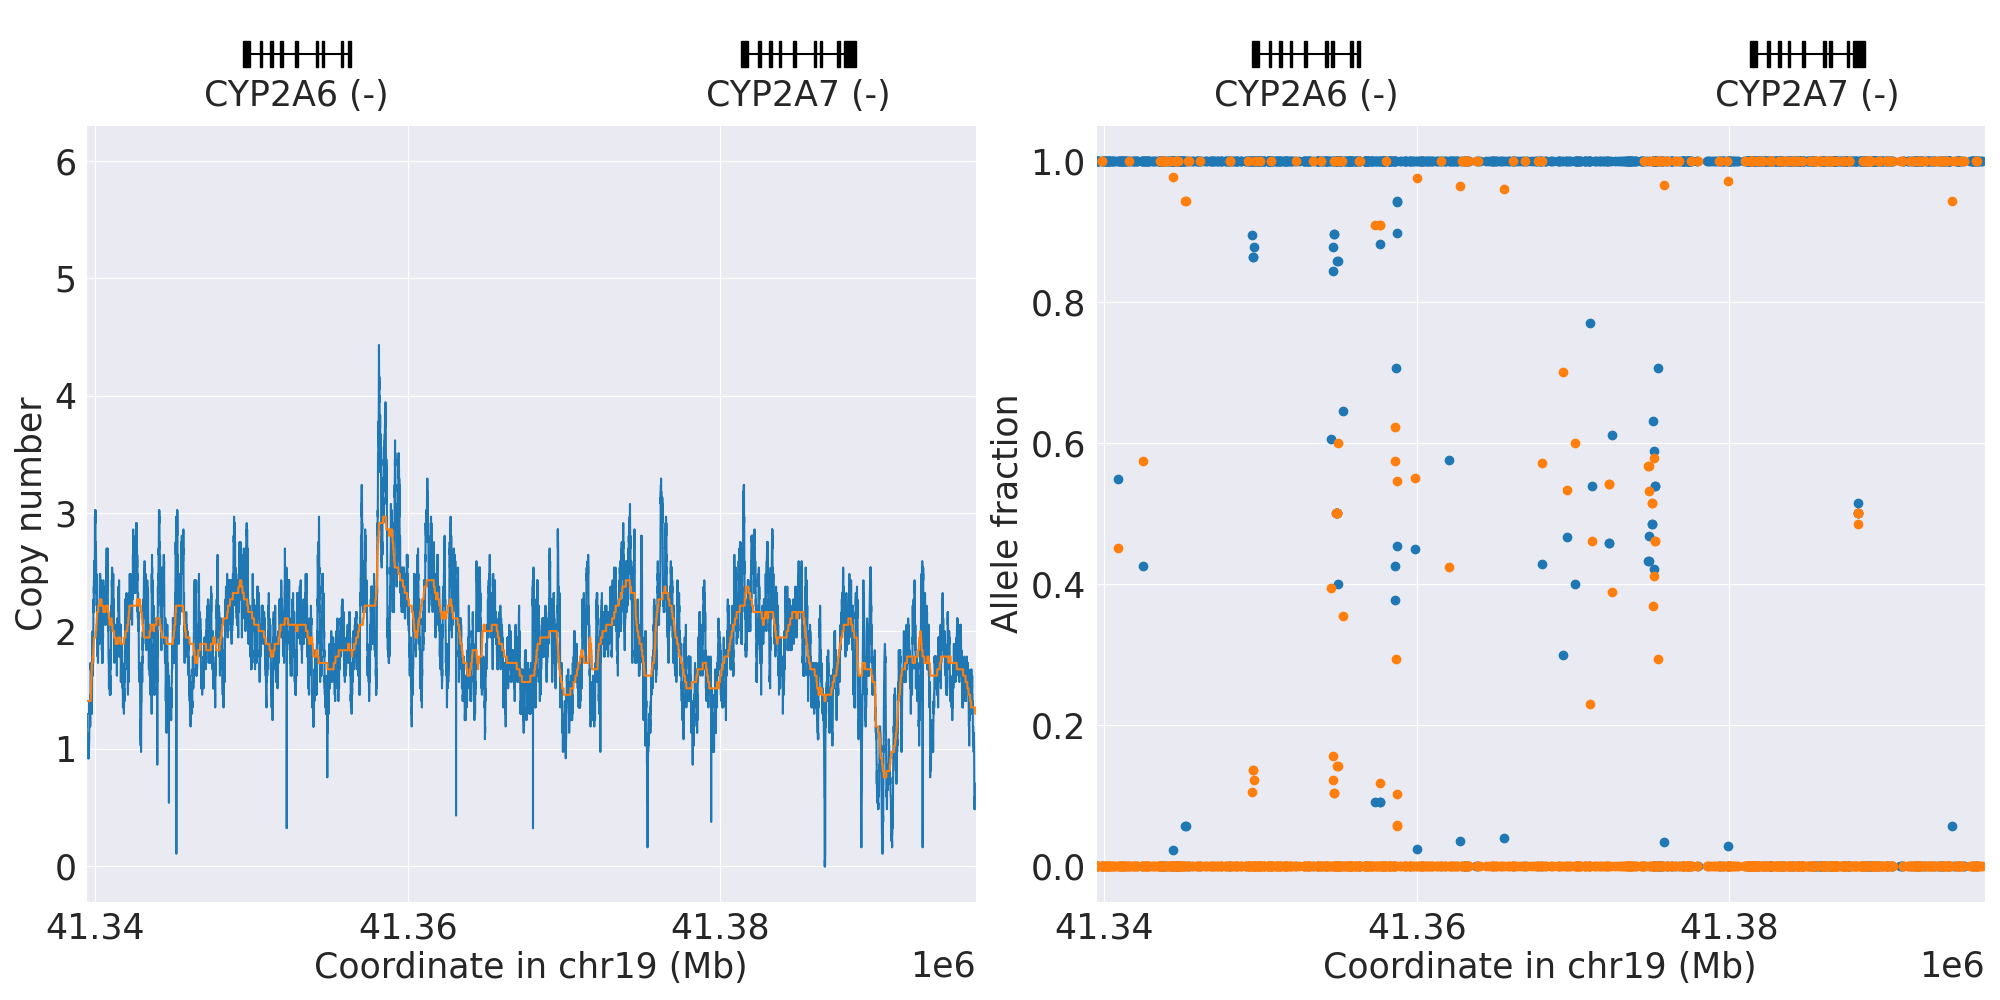 CYP2A6 (-) CYP2A7 (-)
6
5
4
3
2
1
0
Copy number
41.34 41.36 41.38
Coordinate in chr19 (Mb) 1e6
CYP2A6 (-) CYP2A7 (-)
1.0
0.8
0.6
0.4
0.2
0.0
Allele fraction
41.34 41.36 41.38
Coordinate in chr19 (Mb) 1e6